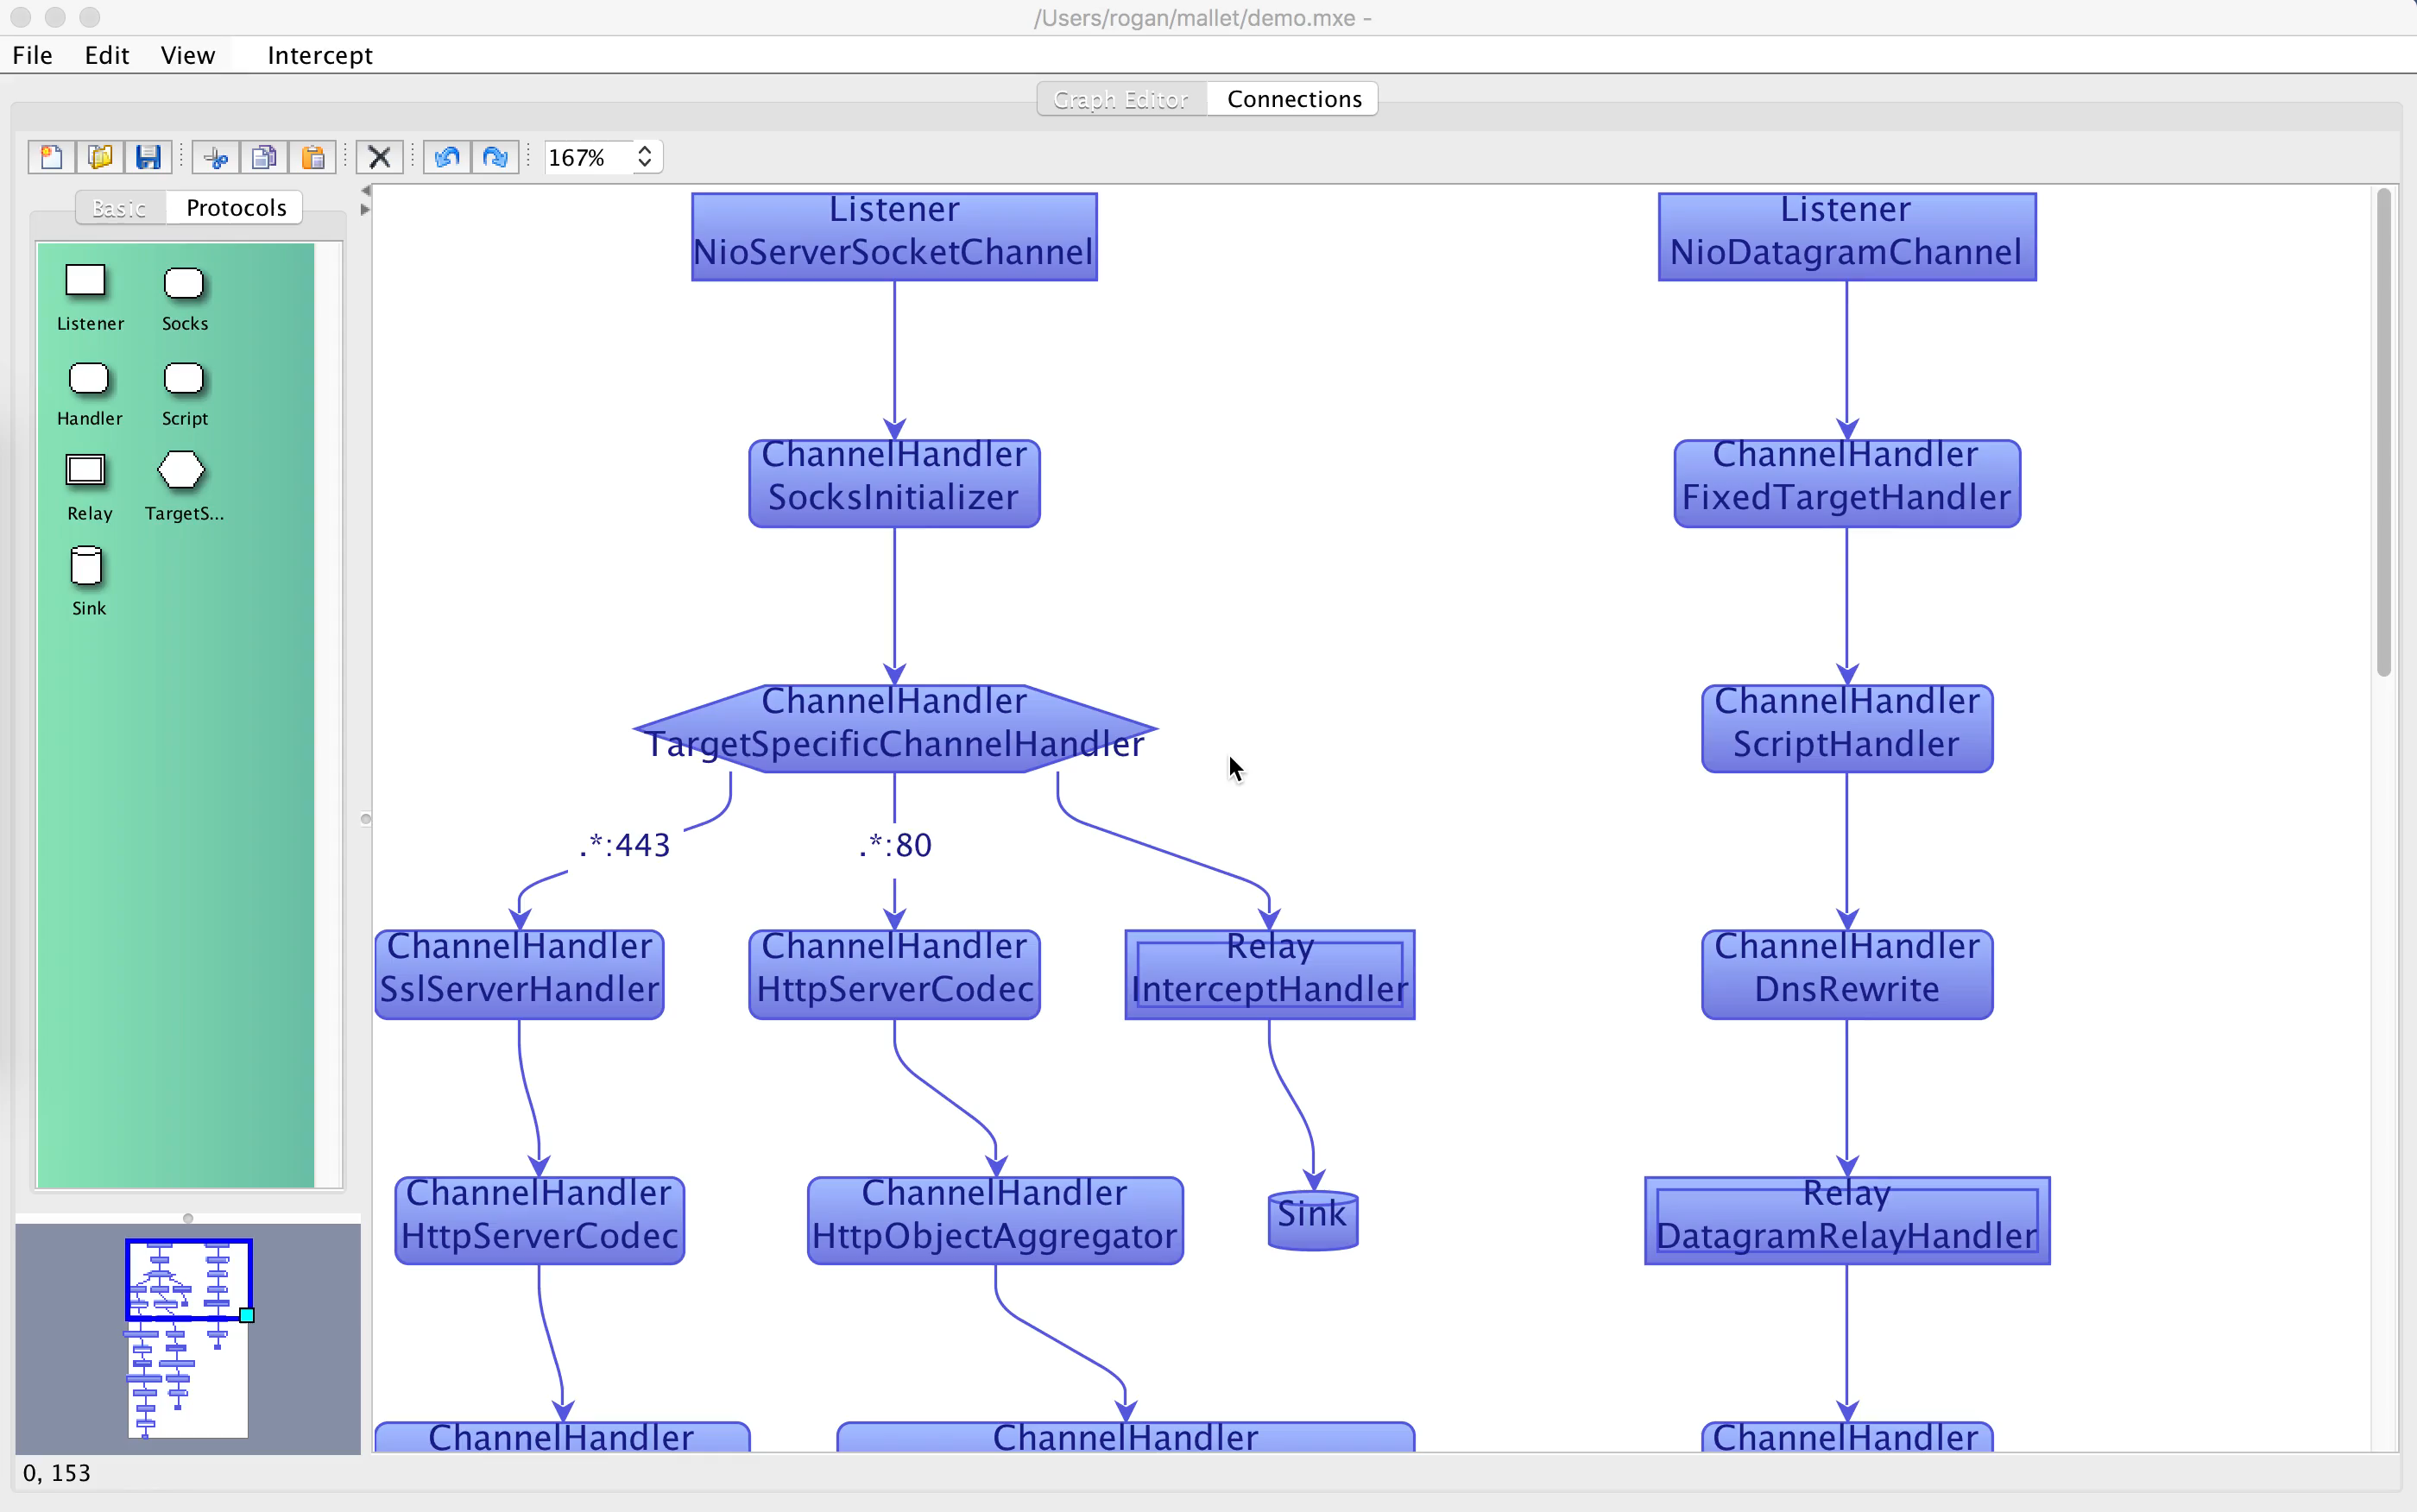 /Users/rogan/mallet/demo.mxe -
File Edit View Intercept
Graph Editor Connections
167%
Basic Protocols
Listener Socks
Handler Script
Relay TargetS...
Sink
Listener
NioServerSocketChannel
Listener
NioDatagramChannel
ChannelHandler
SocksInitializer
ChannelHandler
FixedTargetHandler
ChannelHandler
TargetSpecificChannelHandler
ChannelHandler
ScriptHandler
.*:443
.*:80
ChannelHandler
SslServerHandler
ChannelHandler
HttpServerCodec
Relay
InterceptHandler
ChannelHandler
DnsRewrite
ChannelHandler
HttpServerCodec
ChannelHandler
HttpObjectAggregator
Sink
Relay
DatagramRelayHandler
ChannelHandler
ChannelHandler
ChannelHandler
0, 153